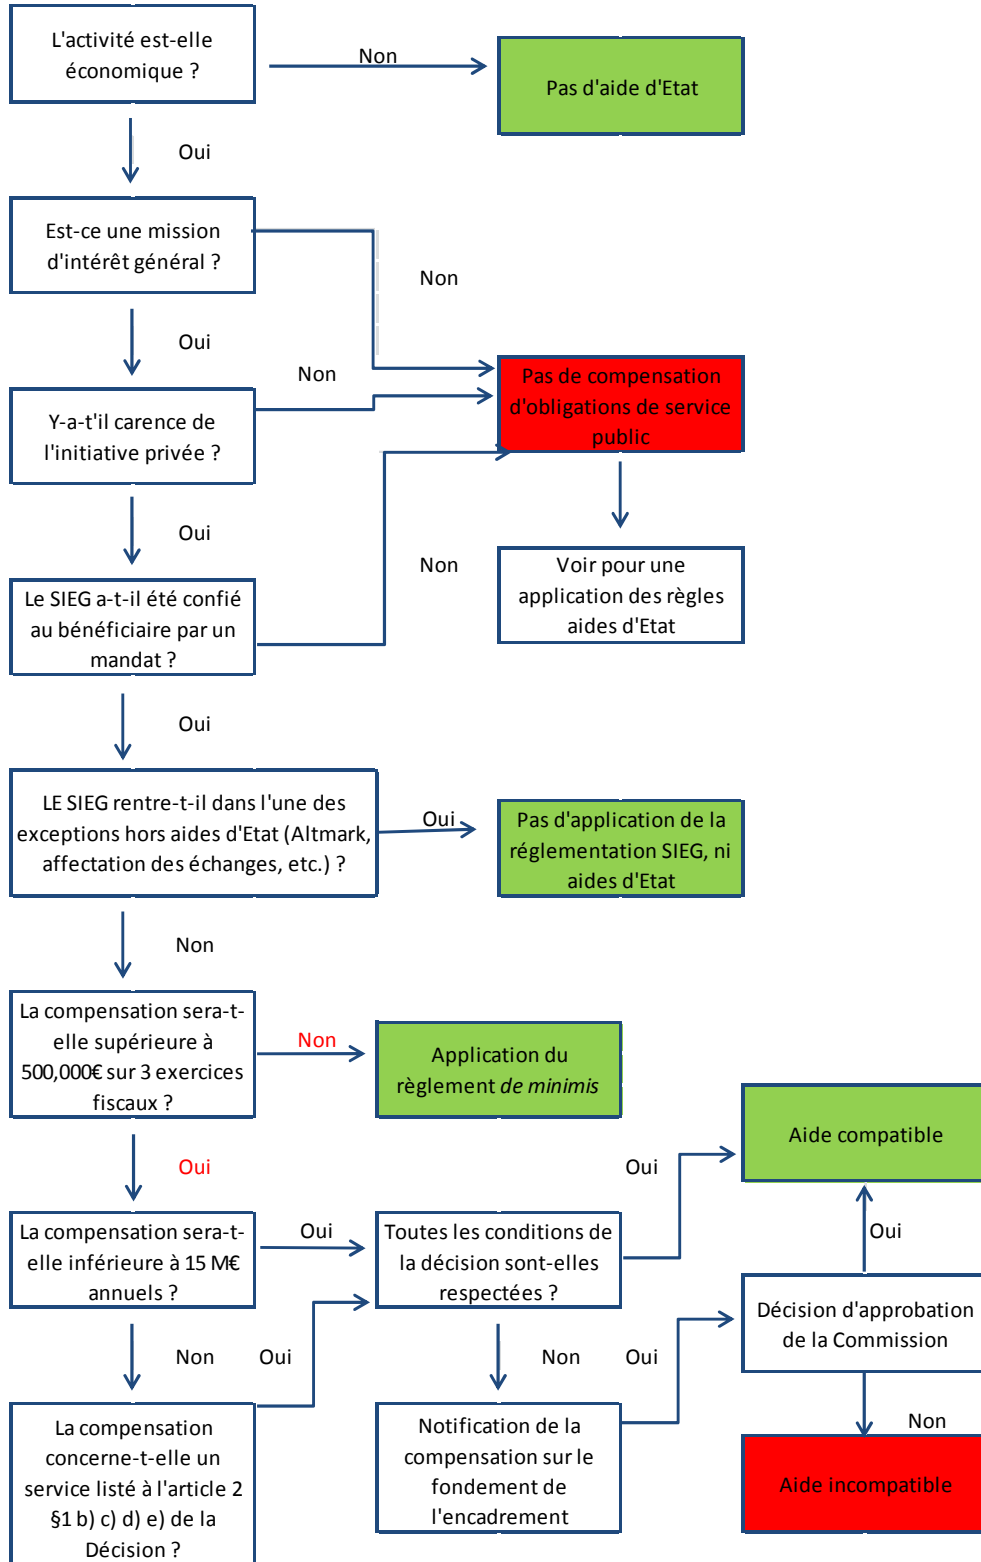 L'activité est-elle
économique ?
Non
Pas d'aide d'Etat
Oui
Est-ce une mission
d'intérêt général ?
Non
Oui
Non
Pas de compensation
d'obligations de service
public
Y-a-t'il carence de
l'initiative privée ?
Oui
Non
Voir pour une
application des règles
aides d'Etat
Le SIEG a-t-il été confié
au bénéficiaire par un
mandat ?
Oui
LE SIEG rentre-t-il dans l'une des
exceptions hors aides d'Etat (Altmark,
affectation des échanges, etc.) ?
Oui
Pas d'application de la
réglementation SIEG, ni
aides d'Etat
Non
La compensation sera-t-
elle supérieure à
500,000€ sur 3 exercices
fiscaux ?
Non
Application du
règlement de minimis
Oui
Oui
Aide compatible
La compensation sera-t-
elle inférieure à 15 M€
annuels ?
Oui
Toutes les conditions de
la décision sont-elles
respectées ?
Oui
Décision d'approbation
de la Commission
Non
Oui
Non
Oui
Non
La compensation
concerne-t-elle un
service listé à l'article 2
§1 b) c) d) e) de la
Décision ?
Notification de la
compensation sur le
fondement de
l'encadrement
Aide incompatible